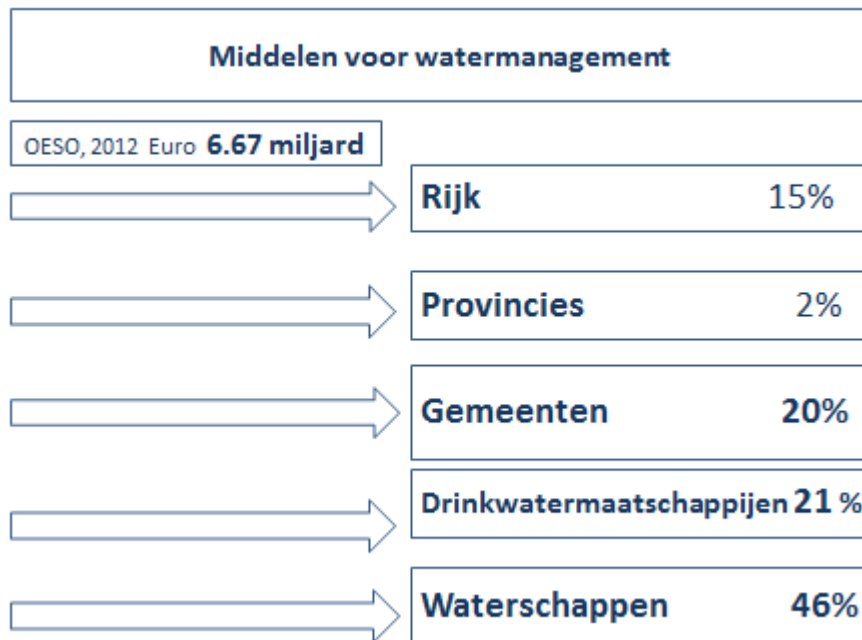 Middelen voor watermanagement
OESO, 2012 Euro 6.67 miljard
Rijk 15%
Provincies 2%
Gemeenten 20%
Drinkwatermaatschappijen 21 %
Waterschappen 46%